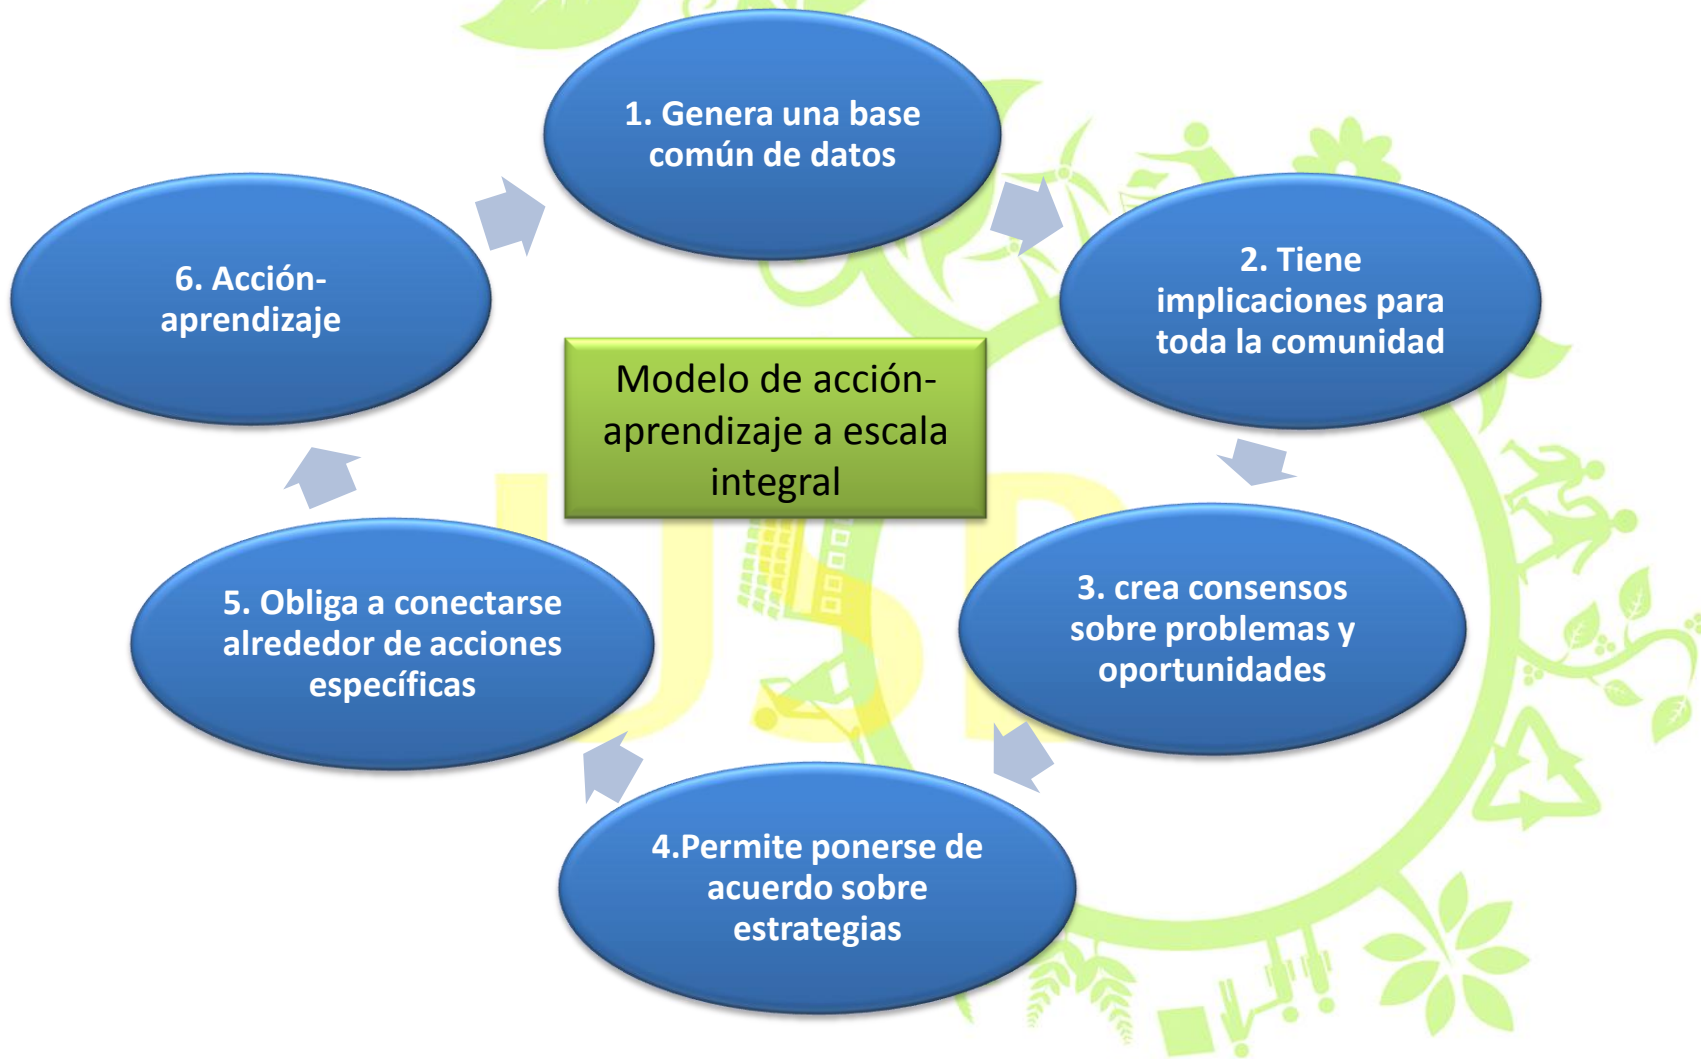 1. Genera una base
común de datos
2. Tiene
implicaciones para
toda la comunidad
3. crea consensos
sobre problemas y
oportunidades
4.Permite ponerse de
acuerdo sobre
estrategias
5. Obliga a conectarse
alrededor de acciones
específicas
6. Acción-
aprendizaje
Modelo de acción-
aprendizaje a escala
integral